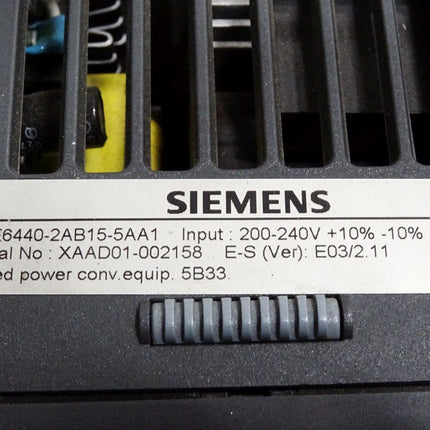 SIEMENS
E6440-2AB15-5AA1 Input : 200-240V +10% -10%
al No : XAAD01-002158 E-S (Ver): E03/2.11
ed power conv.equip. 5B33